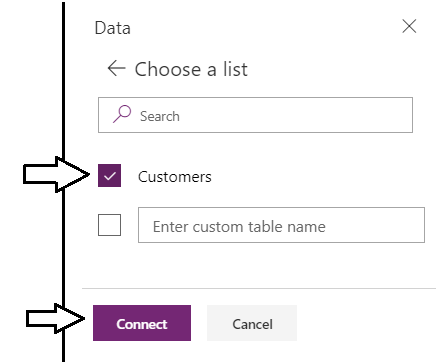 Data
Choose a list
Search
Customers
Enter custom table name
Connect
Cancel